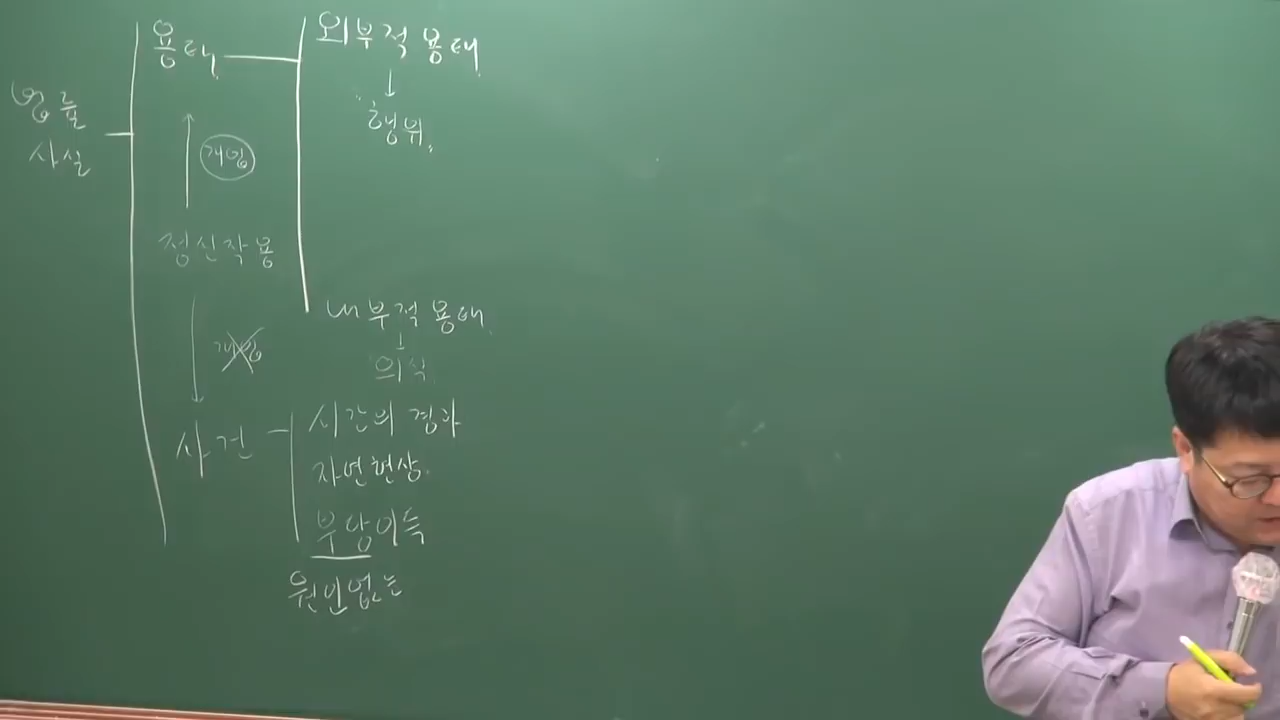 법률
사실
용태
개입
정신작용
개입
사건
외부적 용태.
↓
행위.
내부적 용태.
↓
의식.
시간의 경과
자연현상.
부당이득
원인없는